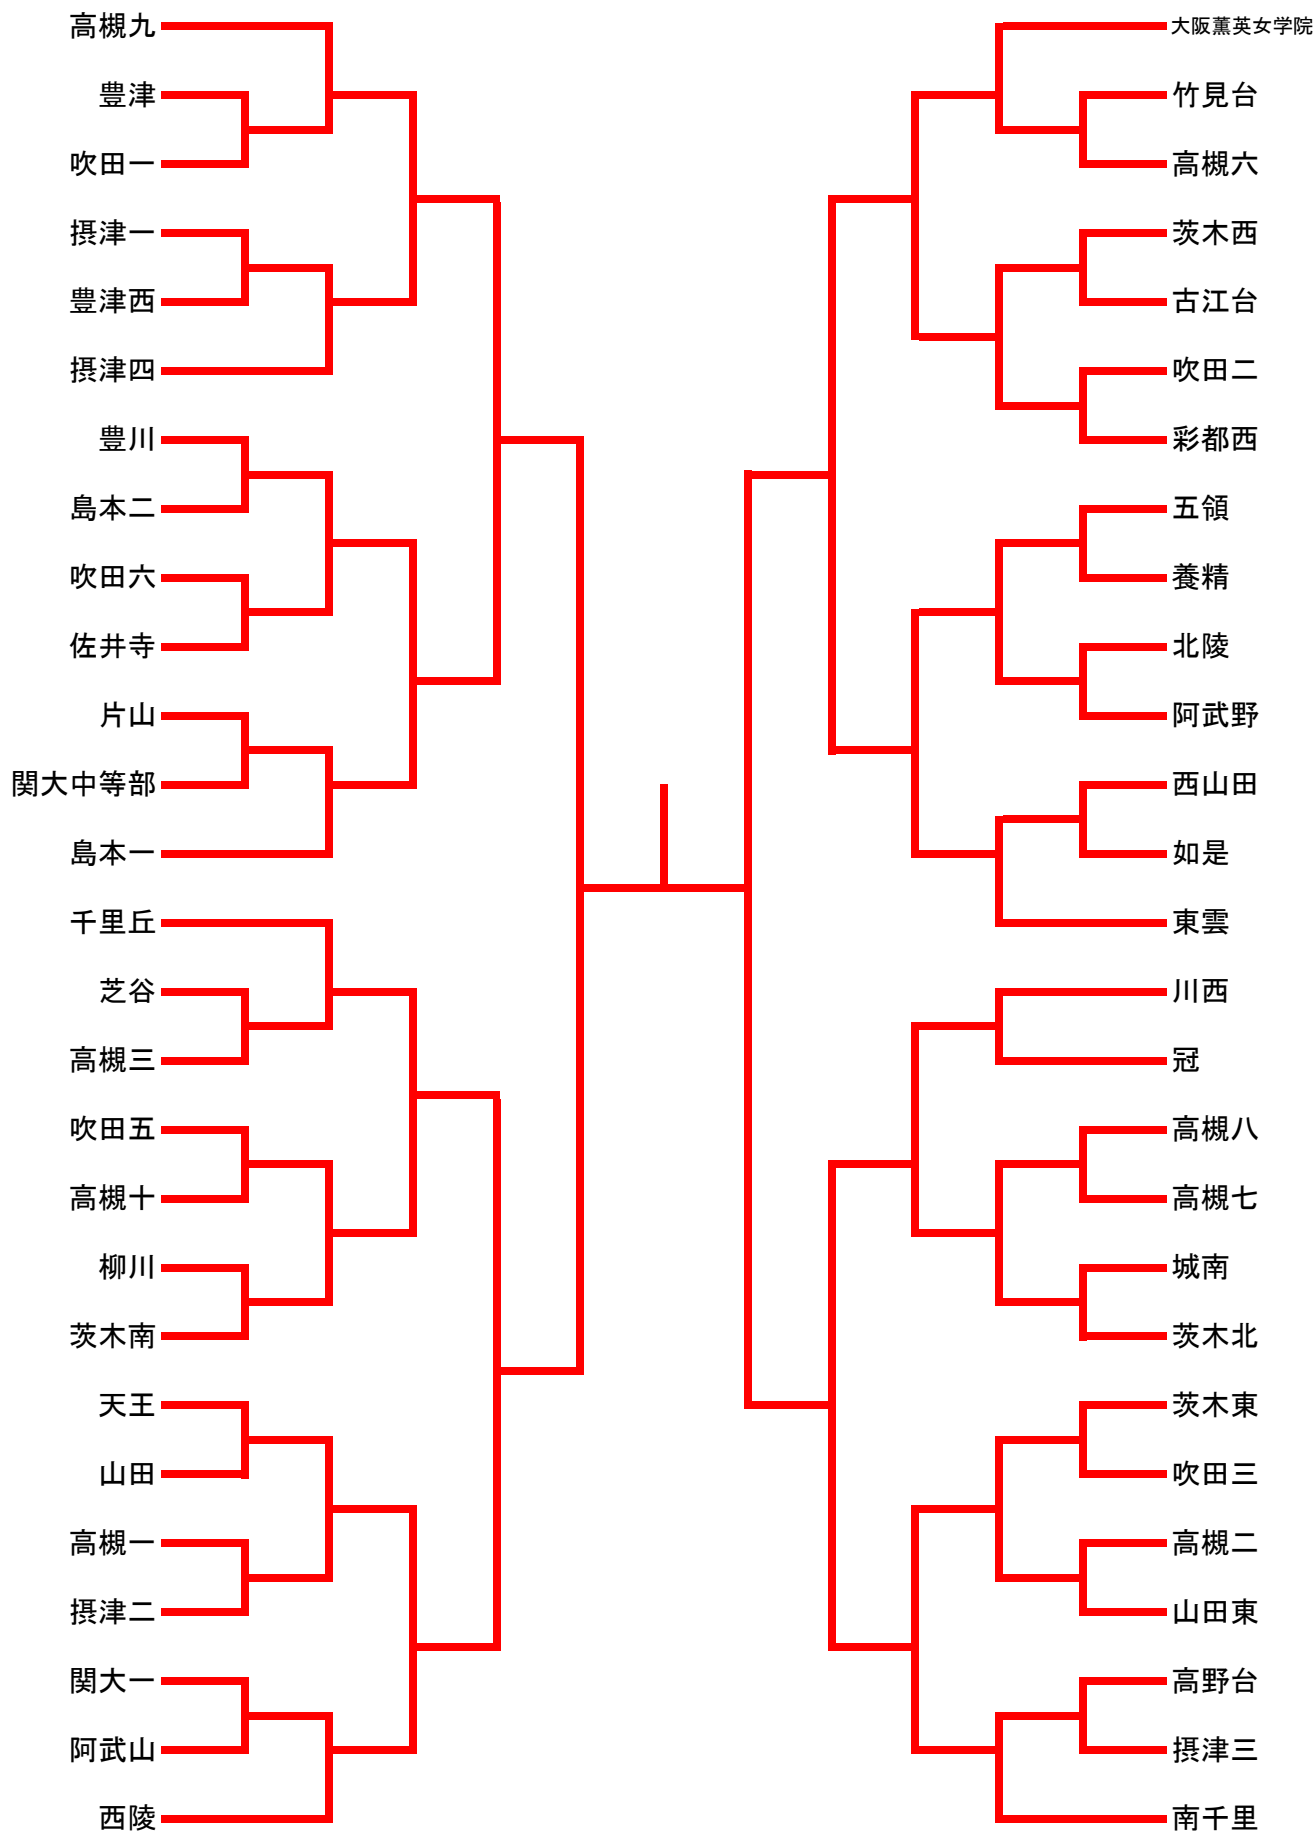 高槻九
豊津
吹田一
摂津一
豊津西
摂津四
豊川
島本二
吹田六
佐井寺
片山
関大中等部
島本一
千里丘
芝谷
高槻三
吹田五
高槻十
柳川
茨木南
天王
山田
高槻一
摂津二
関大一
阿武山
西陵
大阪薫英女学院
竹見台
高槻六
茨木西
古江台
吹田二
彩都西
五領
養精
北陵
阿武野
西山田
如是
東雲
川西
冠
高槻八
高槻七
城南
茨木北
茨木東
吹田三
高槻二
山田東
高野台
摂津三
南千里